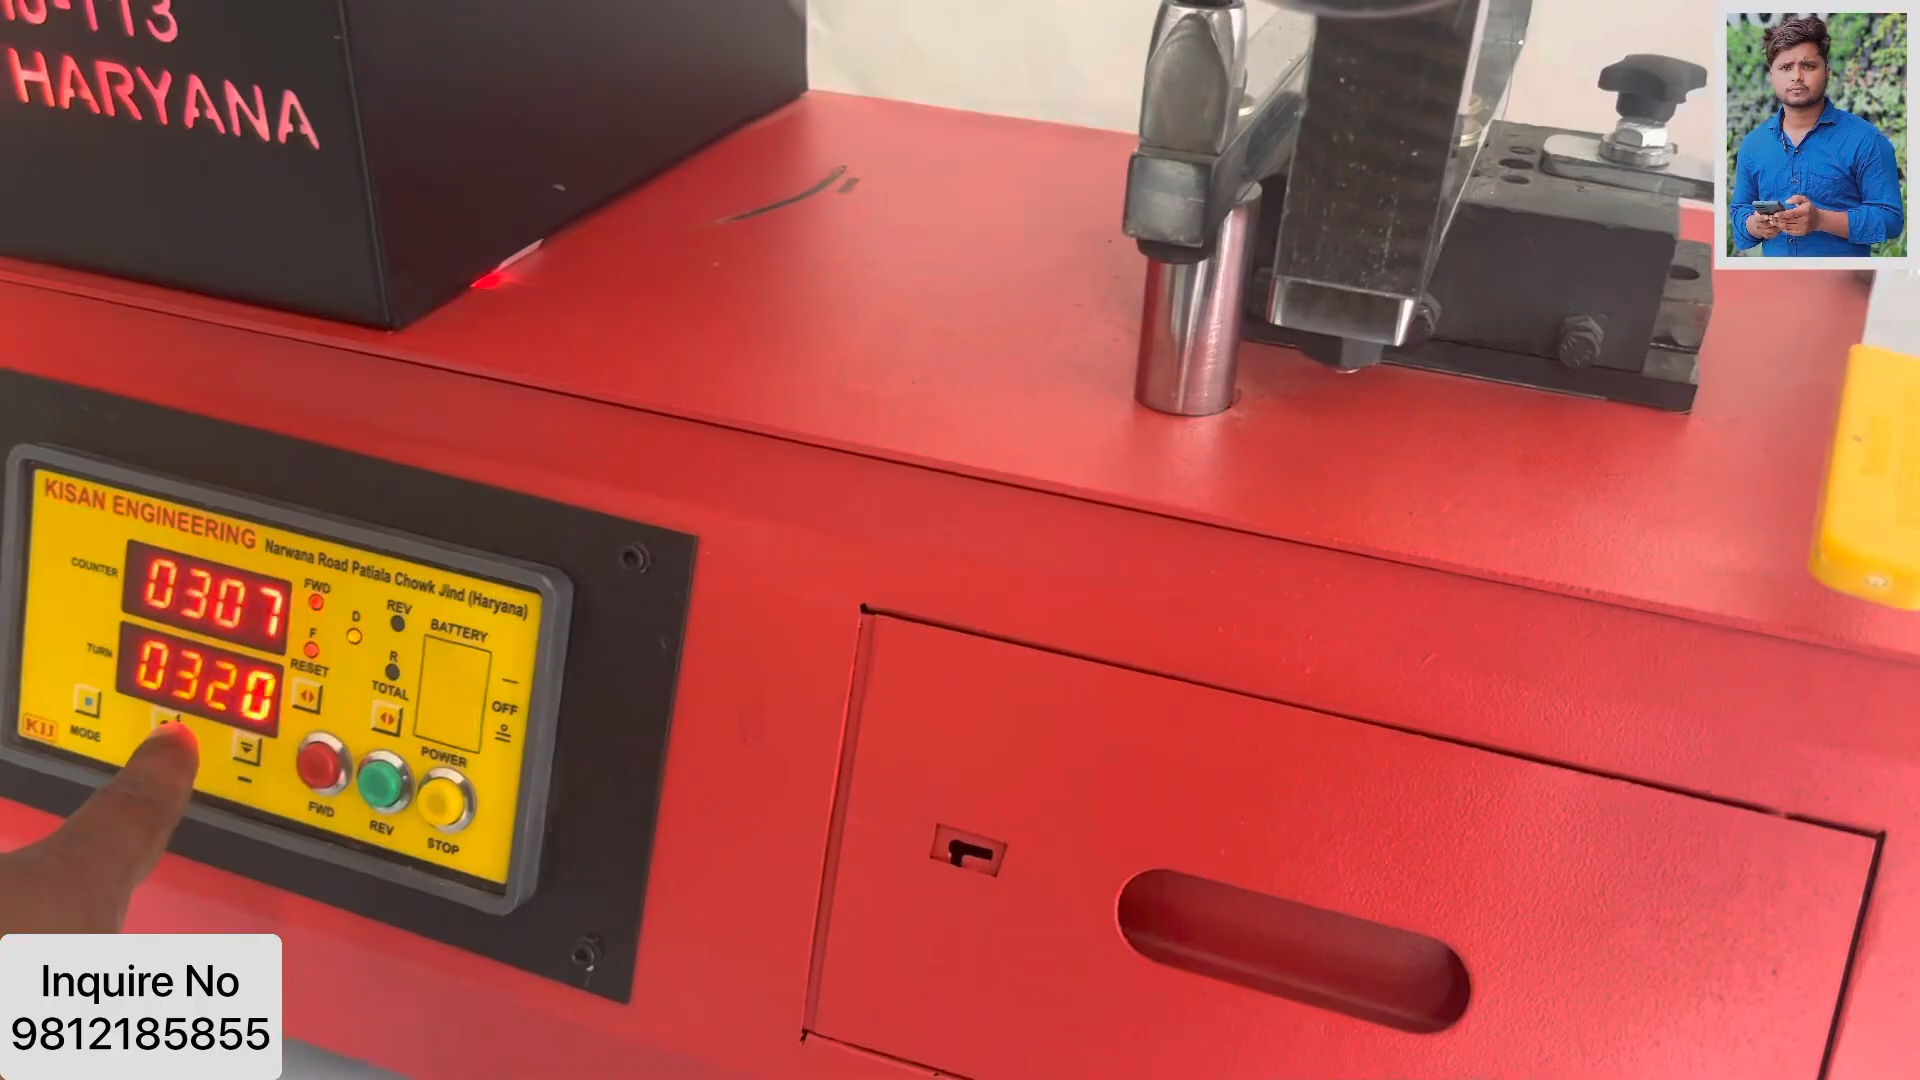 HARYANA
KISAN ENGINEERING
Narwana Road Patiala Chowk Jind (Haryana)
COUNTER
0307
FWD
D
REV
BATTERY
TURN
0320
F
RESET
R
TOTAL
OFF
KIJ
MODE
POWER
FWD
REV
STOP
Inquire No
9812185855